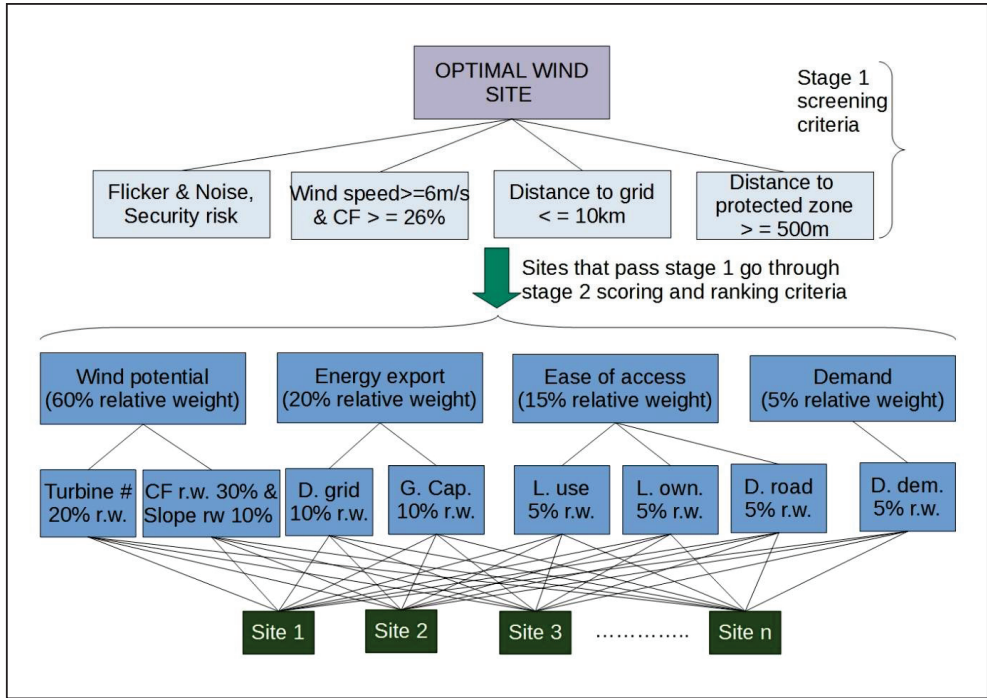 OPTIMAL WIND
SITE
Stage 1
screening
criteria
Flicker & Noise,
Security risk
Wind speed>=6m/s
& CF > = 26%
Distance to grid
< = 10km
Distance to
protected zone
> = 500m
Sites that pass stage 1 go through
stage 2 scoring and ranking criteria
Wind potential
(60% relative weight)
Energy export
(20% relative weight)
Ease of access
(15% relative weight)
Demand
(5% relative weight)
Turbine #
20% r.w.
CF r.w. 30% &
Slope rw 10%
D. grid
10% r.w.
G. Cap.
10% r.w.
L. use
5% r.w.
L. own.
5% r.w.
D. road
5% r.w.
D. dem.
5% r.w.
Site 1
Site 2
Site 3
…………..
Site n